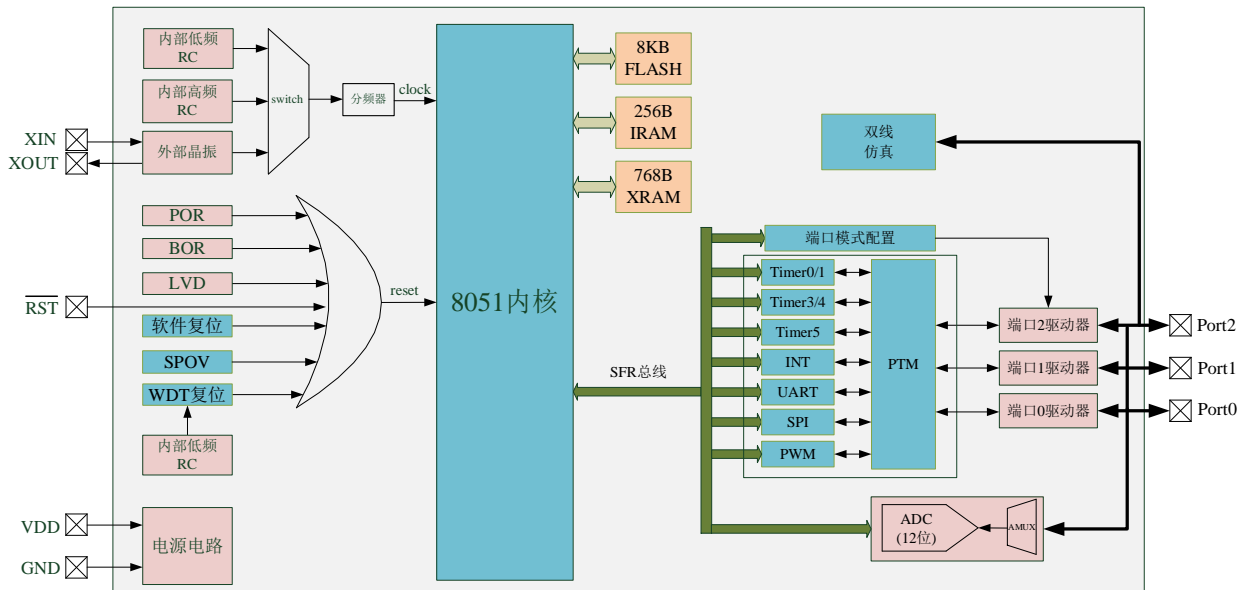 内部低频
RC
内部高频
RC
外部晶振
XIN
XOUT
switch
分频器
clock
POR
BOR
LVD
RST
软件复位
SPOV
WDT复位
内部低频
RC
reset
VDD
GND
电源电路
8051内核
8KB
FLASH
256B
IRAM
768B
XRAM
SFR总线
双线
仿真
端口模式配置
Timer0/1
Timer3/4
Timer5
INT
UART
SPI
PWM
PTM
端口2驱动器
端口1驱动器
端口0驱动器
Port2
Port1
Port0
ADC
(12位)
AMUX